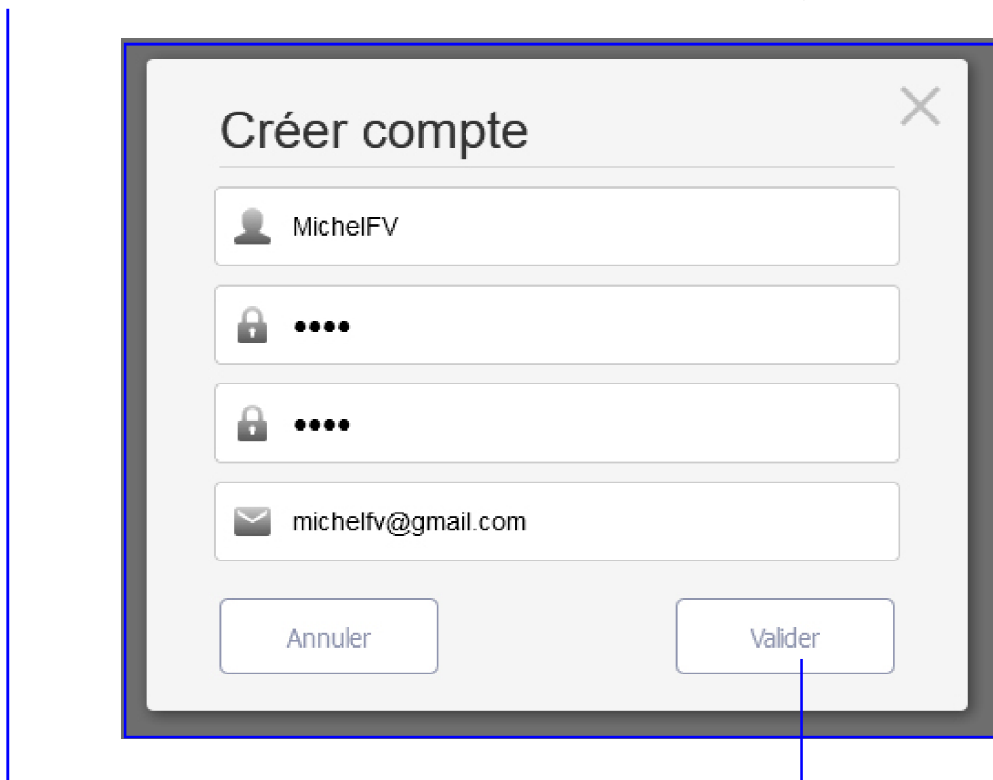 Créer compte
MichelFV
••••
••••
michelfv@gmail.com
Annuler
Valider